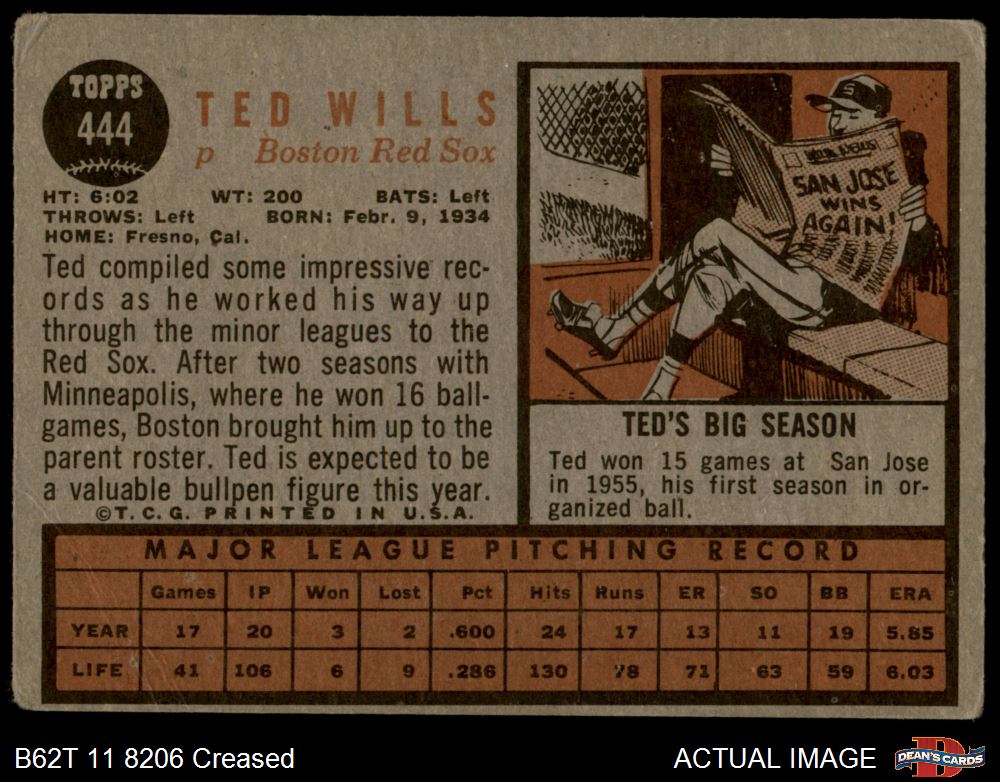 TOPPS
444
TED WILLS
p Boston Red Sox
HT: 6:02 WT: 200 BATS: Left
THROWS: Left BORN: Febr. 9, 1934
HOME: Fresno, Cal.
Ted compiled some impressive rec-
ords as he worked his way up
through the minor leagues to the
Red Sox. After two seasons with
Minneapolis, where he won 16 ball-
games, Boston brought him up to the
parent roster. Ted is expected to be
a valuable bullpen figure this year.
©T.C.G. PRINTED IN U.S.A.
S
NEWS
SAN JOSE
WINS
AGAIN!
TED'S BIG SEASON
Ted won 15 games at San Jose
in 1955, his first season in or-
ganized ball.
MAJOR LEAGUE PITCHING RECORD
Games IP Won Lost Pct Hits Runs ER SO BB ERA
YEAR 17 20 3 2 .600 24 17 13 11 19 5.85
LIFE 41 106 6 9 .286 130 78 71 63 59 6.03
B62T 11 8206 Creased
ACTUAL IMAGE
D
DEAN'S CARDS